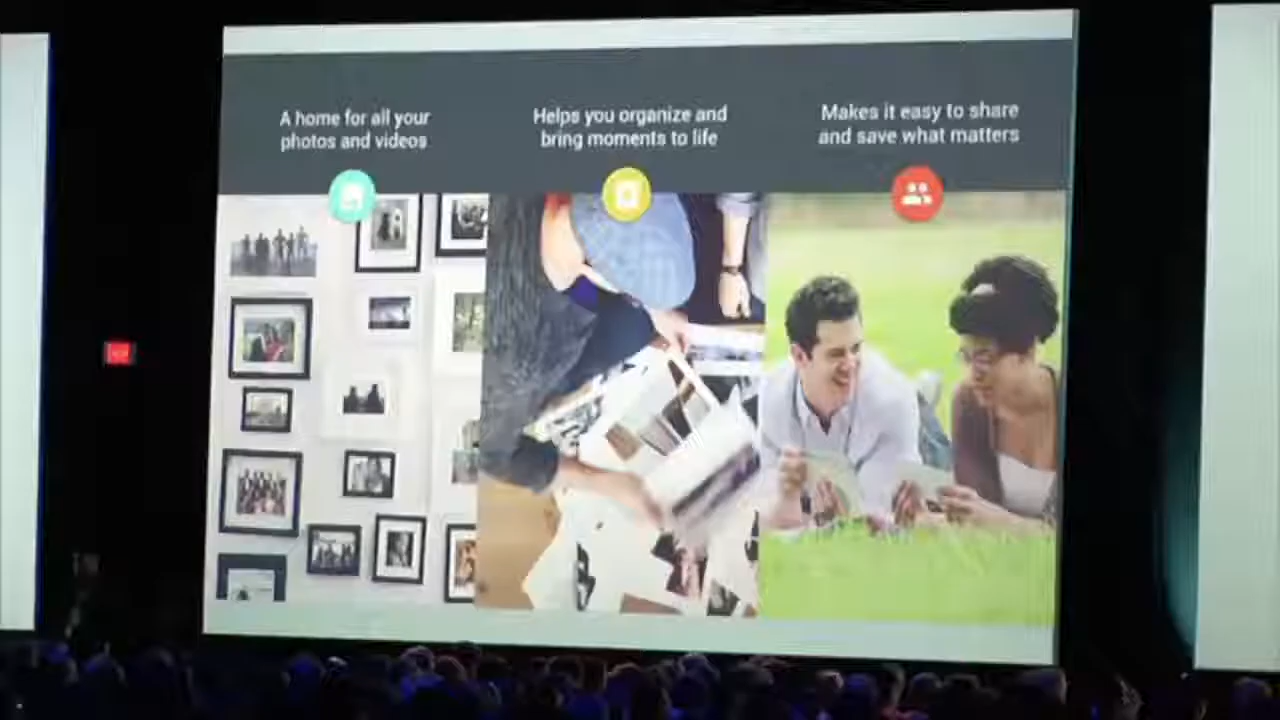 A home for all your
photos and videos
Helps you organize and
bring moments to life
Makes it easy to share
and save what matters